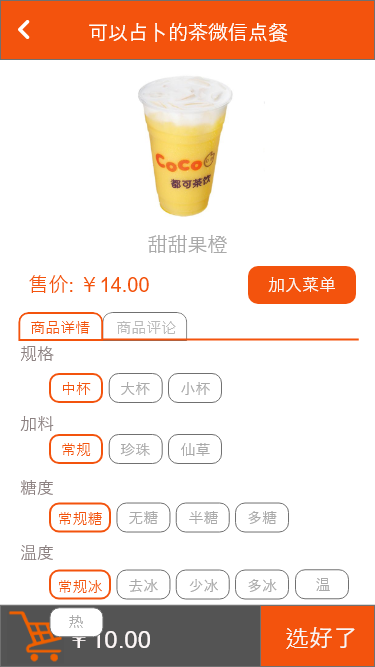 可以占卜的茶微信点餐
CoCo
都可茶饮
甜甜果橙
售价: ￥14.00
加入菜单
商品详情 商品评论
规格
中杯 大杯 小杯
加料
常规 珍珠 仙草
糖度
常规糖 无糖 半糖 多糖
温度
常规冰 去冰 少冰 多冰 温
热
￥10.00
选好了